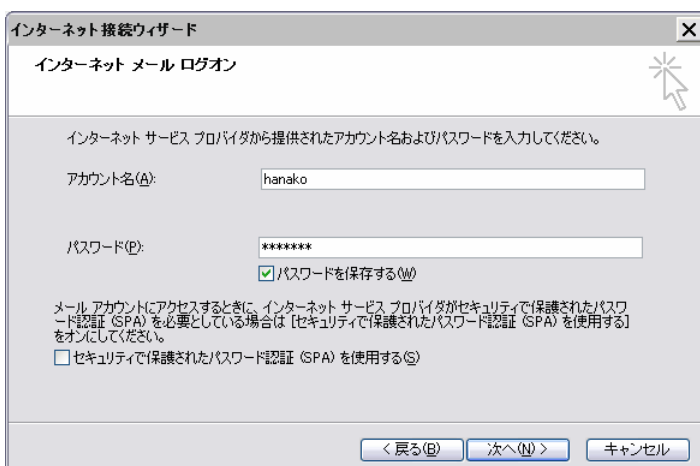 インターネット接続ウィザード
インターネット メール ログオン
インターネット サービス プロバイダから提供されたアカウント名およびパスワードを入力してください。
アカウント名(A): hanako
パスワード(P): *******
パスワードを保存する(W)
メール アカウントにアクセスするときに、インターネット サービス プロバイダがセキュリティで保護されたパスワ
ード認証 (SPA) を必要としている場合は [セキュリティで保護されたパスワード認証 (SPA) を使用する]
をオンにしてください。
セキュリティで保護されたパスワード認証 (SPA) を使用する(S)
< 戻る(B) 次へ(N) > キャンセル